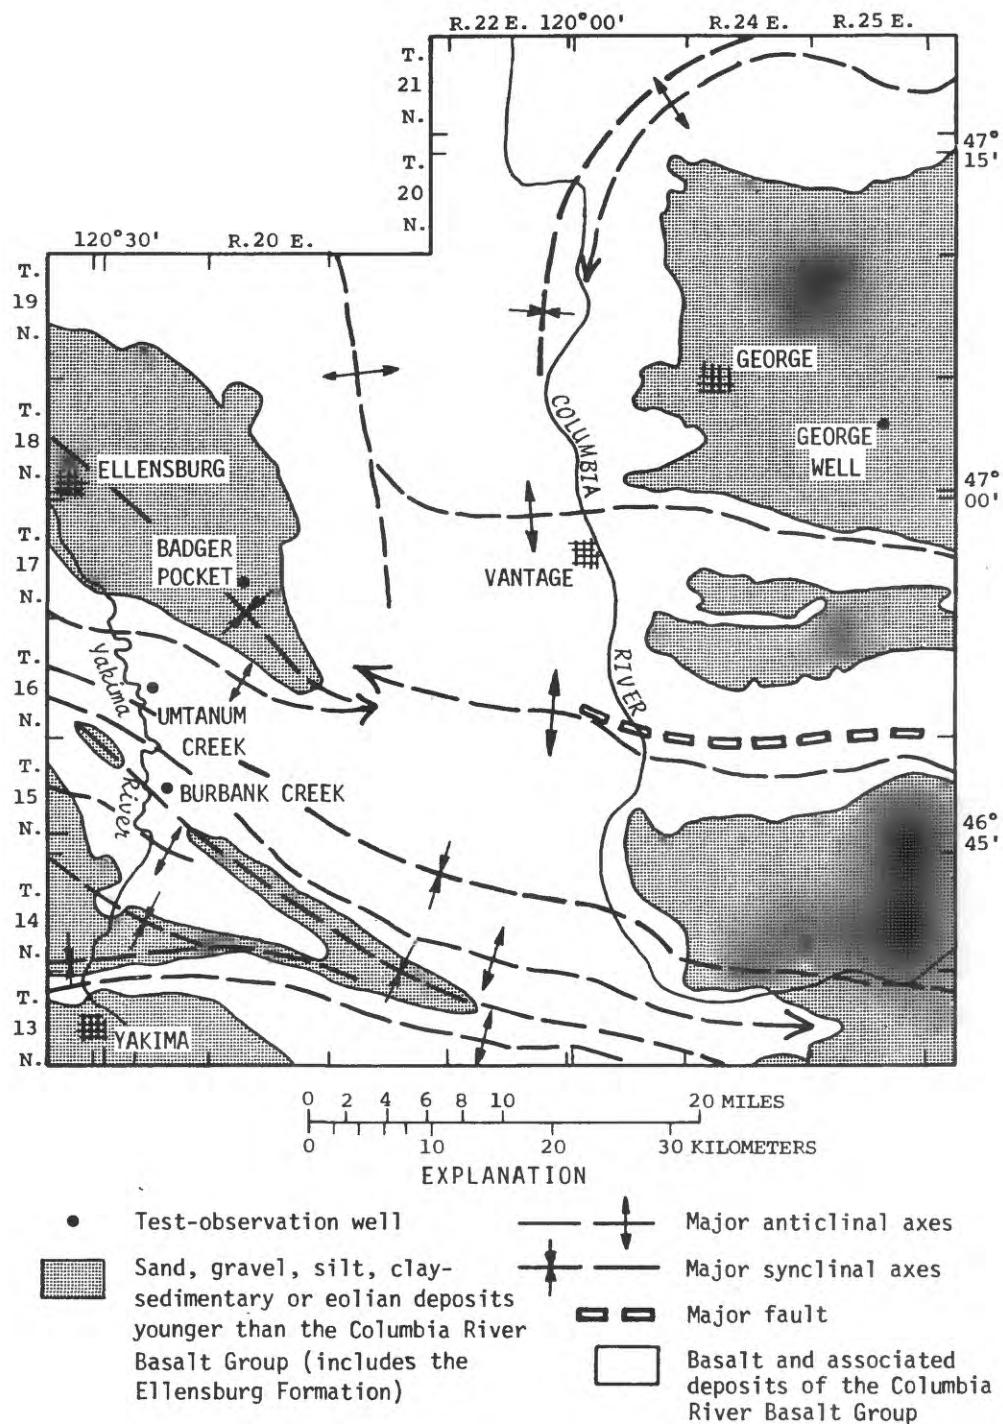 R.22 E. 120°00' R.24 E. R.25 E.
T.
21
N.
T.
20
N.
47°
15'
120°30' R.20 E.
T.
19
N.
T.
18
N.
T.
17
N.
T.
16
N.
T.
15
N.
T.
14
N.
T.
13
N.
47°
00'
46°
45'
GEORGE
GEORGE
WELL
COLUMBIA
RIVER
ELLENSBURG
BADGER
POCKET
VANTAGE
Yakima
River
UMTANUM
CREEK
BURBANK CREEK
YAKIMA
0 2 4 6 8 10 20 MILES
0 10 20 30 KILOMETERS
EXPLANATION
Test-observation well
Sand, gravel, silt, clay-
sedimentary or eolian deposits
younger than the Columbia River
Basalt Group (includes the
Ellensburg Formation)
Major anticlinal axes
Major synclinal axes
Major fault
Basalt and associated
deposits of the Columbia
River Basalt Group